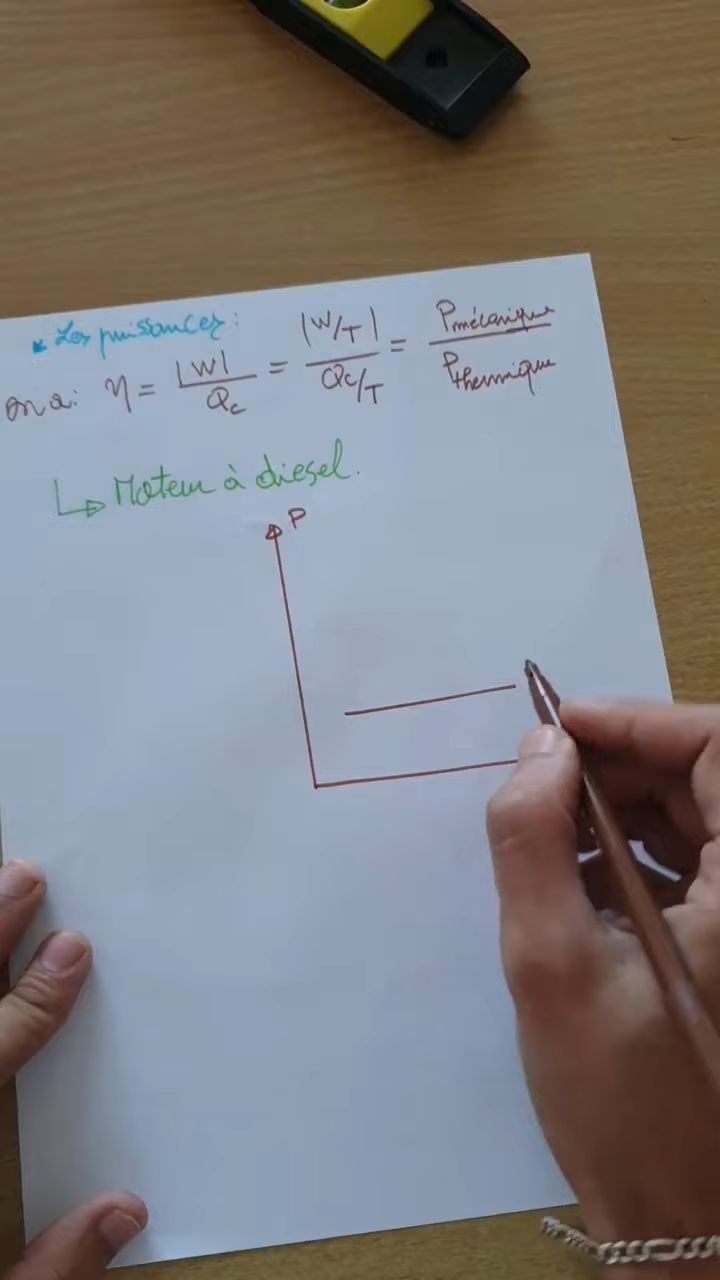 Les puissances:
on a: η = |W| / Qc = |W/T| / Qc/T = Pmécanique / Pthermique
↳ Moteur à diesel.
P